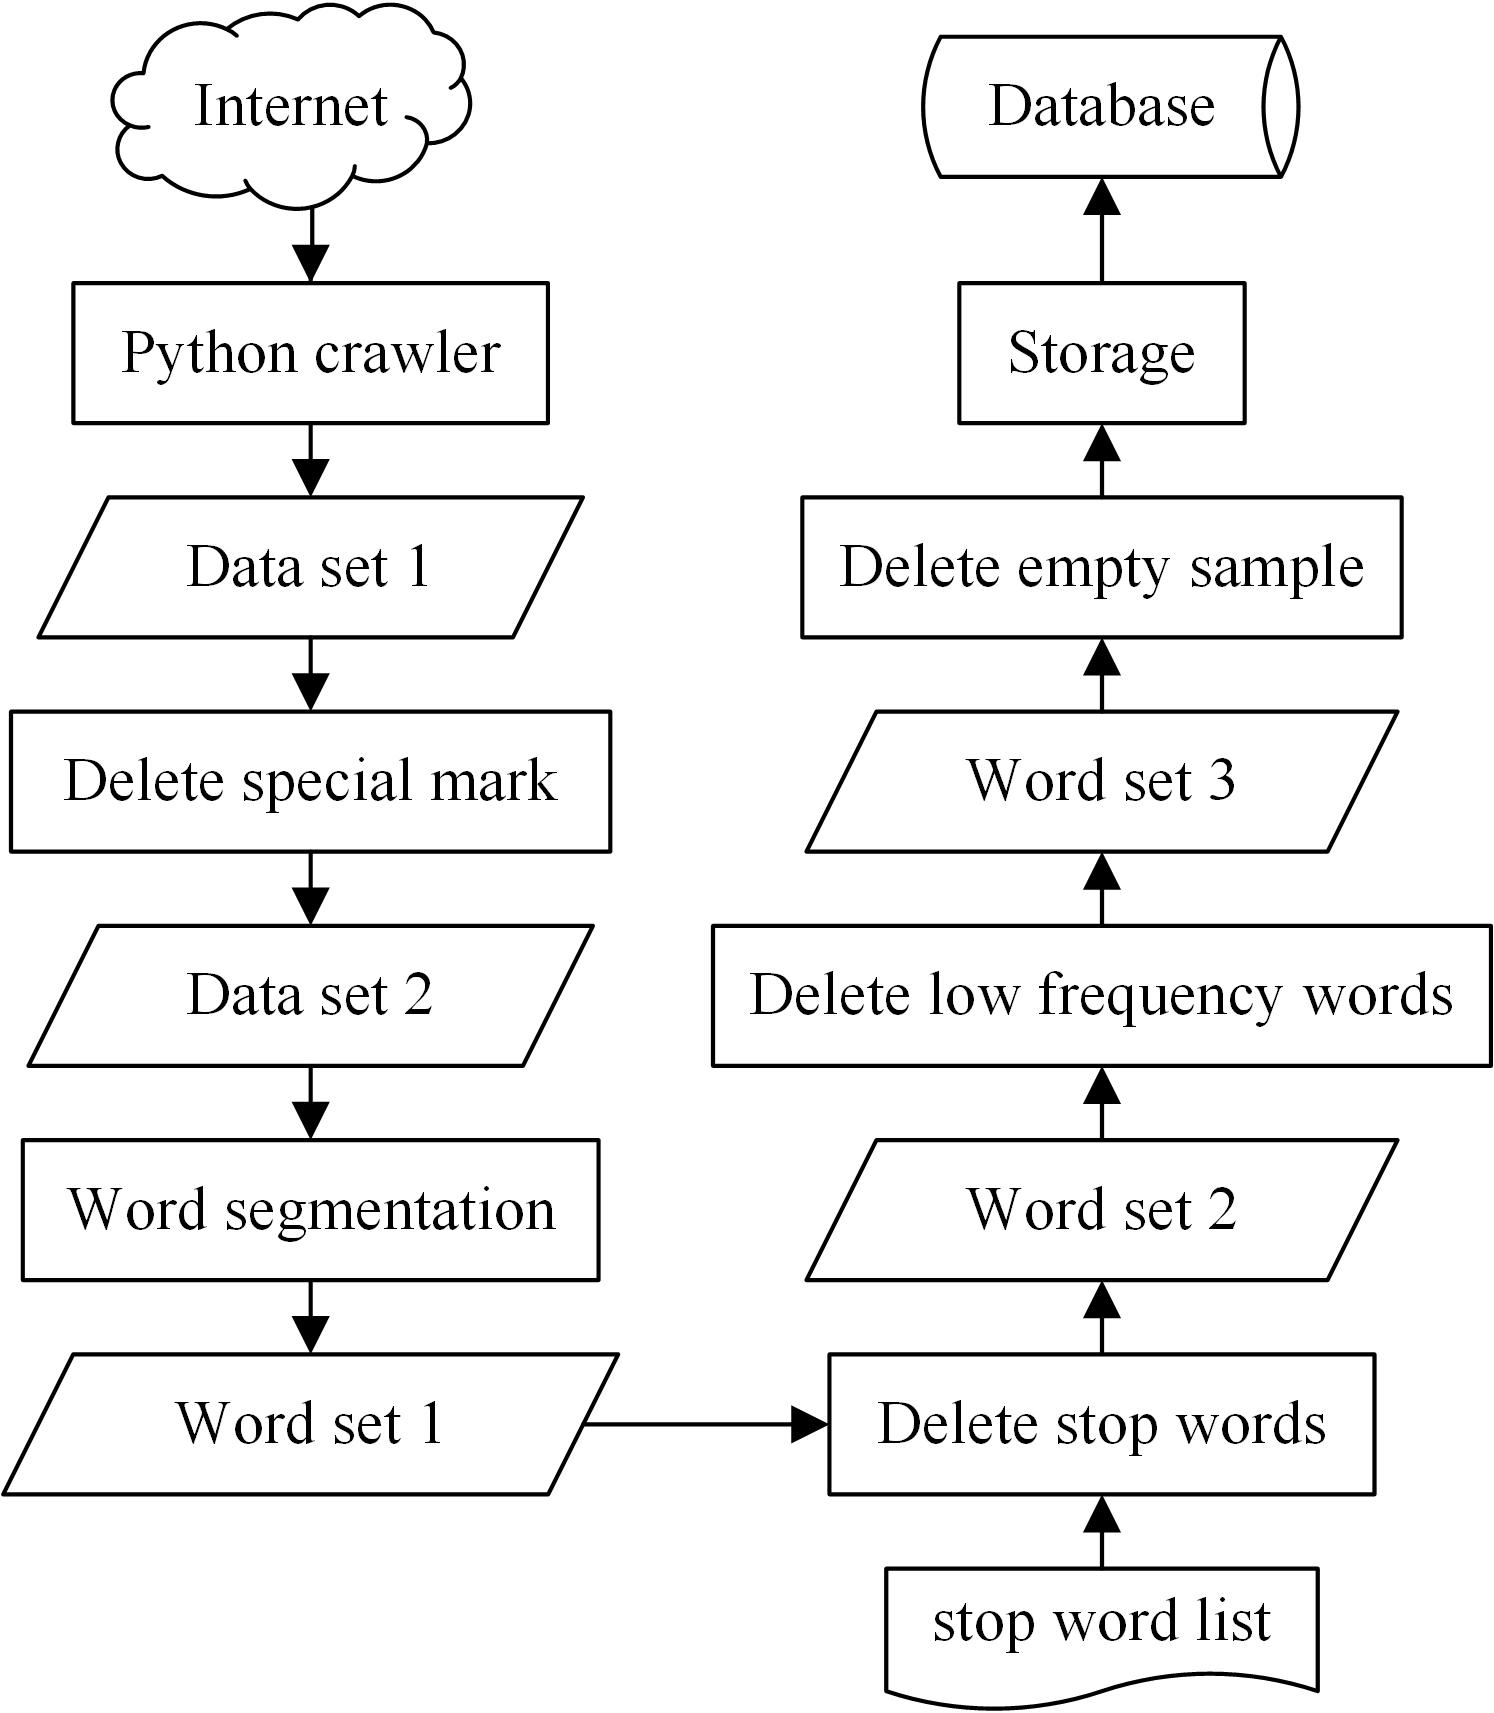 Internet
Python crawler
Data set 1
Delete special mark
Data set 2
Word segmentation
Word set 1
Database
Storage
Delete empty sample
Word set 3
Delete low frequency words
Word set 2
Delete stop words
stop word list